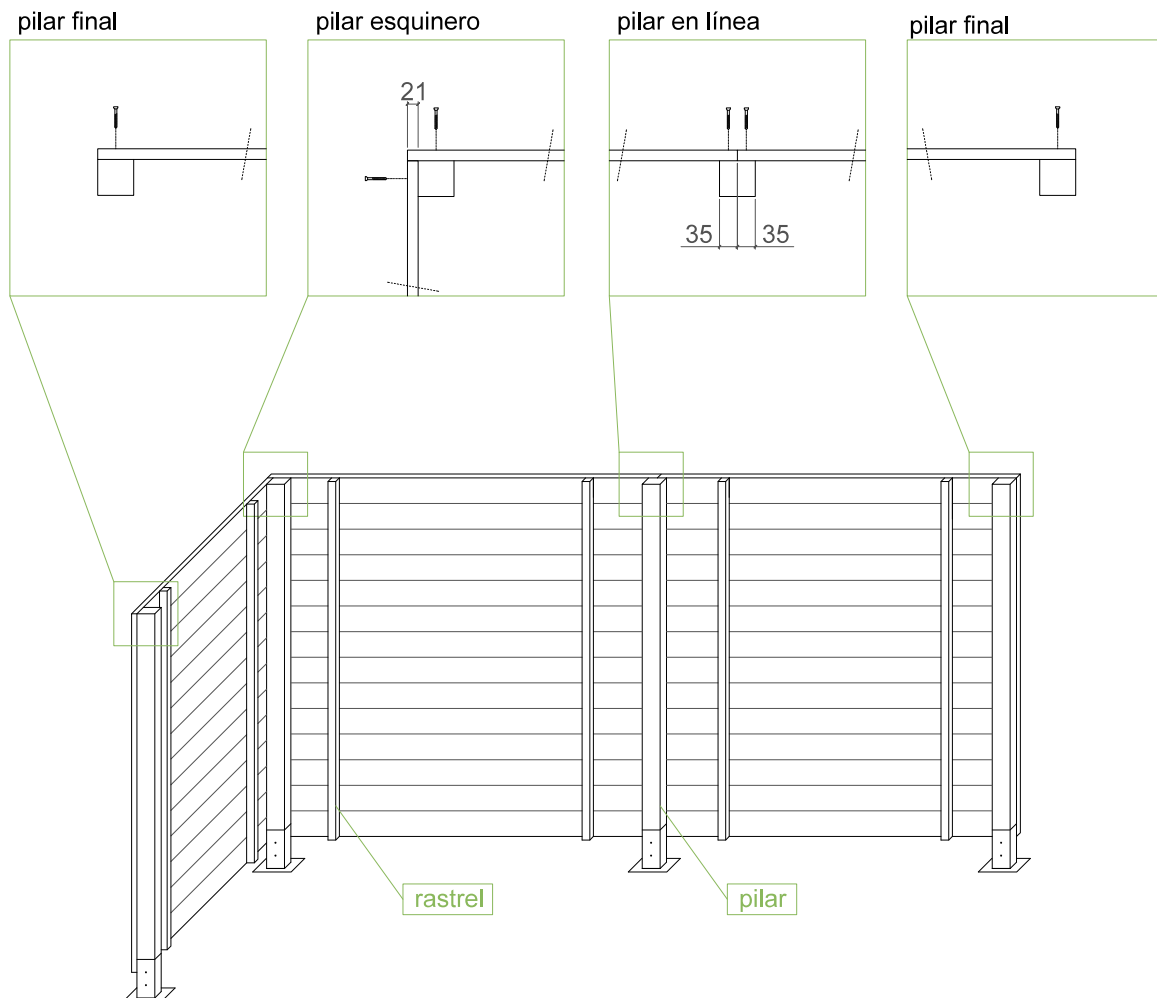 pilar final
pilar esquinero
pilar en línea
pilar final
21
35
35
rastrel
pilar